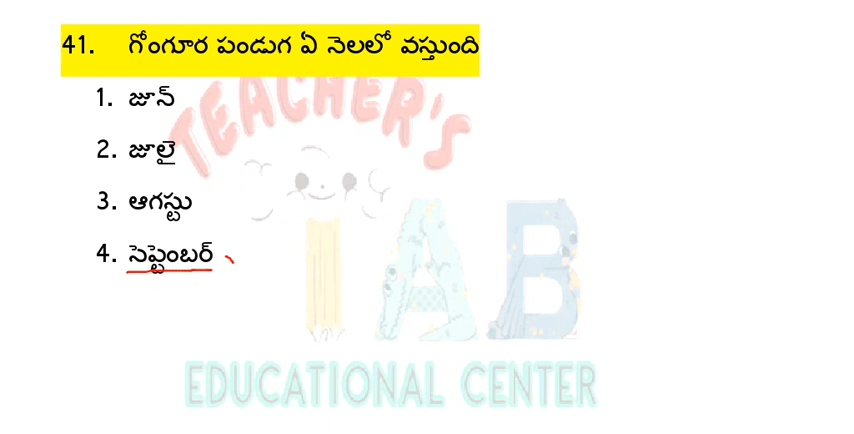 41. గోంగూర పండుగ ఏ నెలలో వస్తుంది
1. జూన్
2. జూలై
3. ఆగస్టు
4. సెప్టెంబర్
TEACHER'S
TAB
EDUCATIONAL CENTER